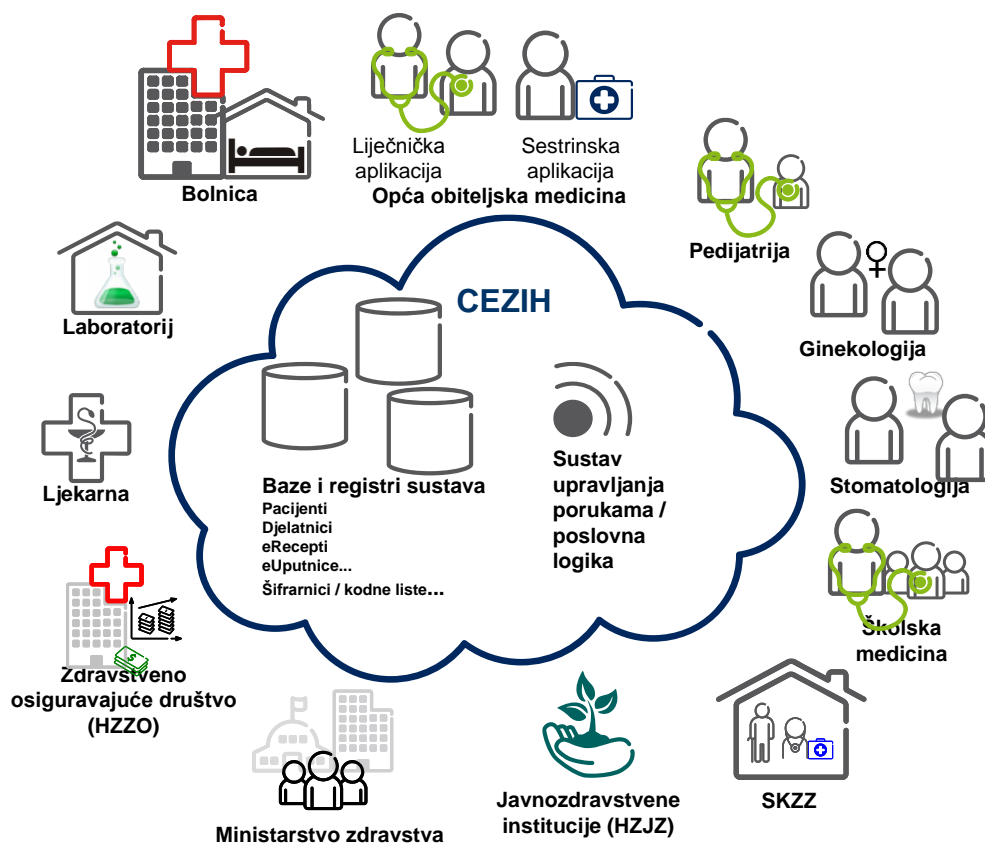 Bolnica
Liječnička
aplikacija
Sestrinska
aplikacija
Opća obiteljska medicina
Pedijatrija
Ginekologija
Stomatologija
Školska
medicina
SKZZ
Javnozdravstvene
institucije (HZJZ)
Ministarstvo zdravstva
Zdravstveno
osiguravajuće društvo
(HZZO)
Ljekarna
Laboratorij
CEZIH
Baze i registri sustava
Pacijenti
Djelatnici
eRecepti
eUputnice...
Šifrarnici / kodne liste...
Sustav
upravljanja
porukama /
poslovna
logika